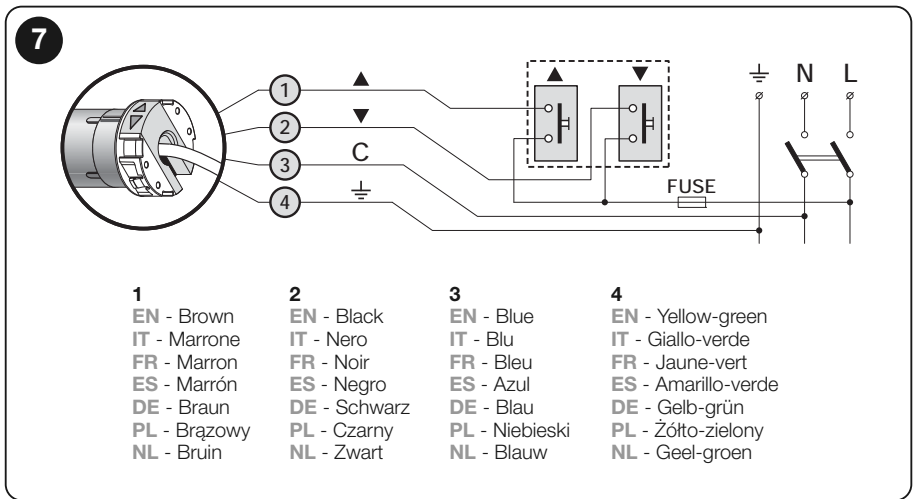 7
1 ▲
2 ▼
3 C
4 ⏚
▲ ▼
⏚ N L
FUSE
1
EN - Brown
IT - Marrone
FR - Marron
ES - Marrón
DE - Braun
PL - Brązowy
NL - Bruin
2
EN - Black
IT - Nero
FR - Noir
ES - Negro
DE - Schwarz
PL - Czarny
NL - Zwart
3
EN - Blue
IT - Blu
FR - Bleu
ES - Azul
DE - Blau
PL - Niebieski
NL - Blauw
4
EN - Yellow-green
IT - Giallo-verde
FR - Jaune-vert
ES - Amarillo-verde
DE - Gelb-grün
PL - Żółto-zielony
NL - Geel-groen